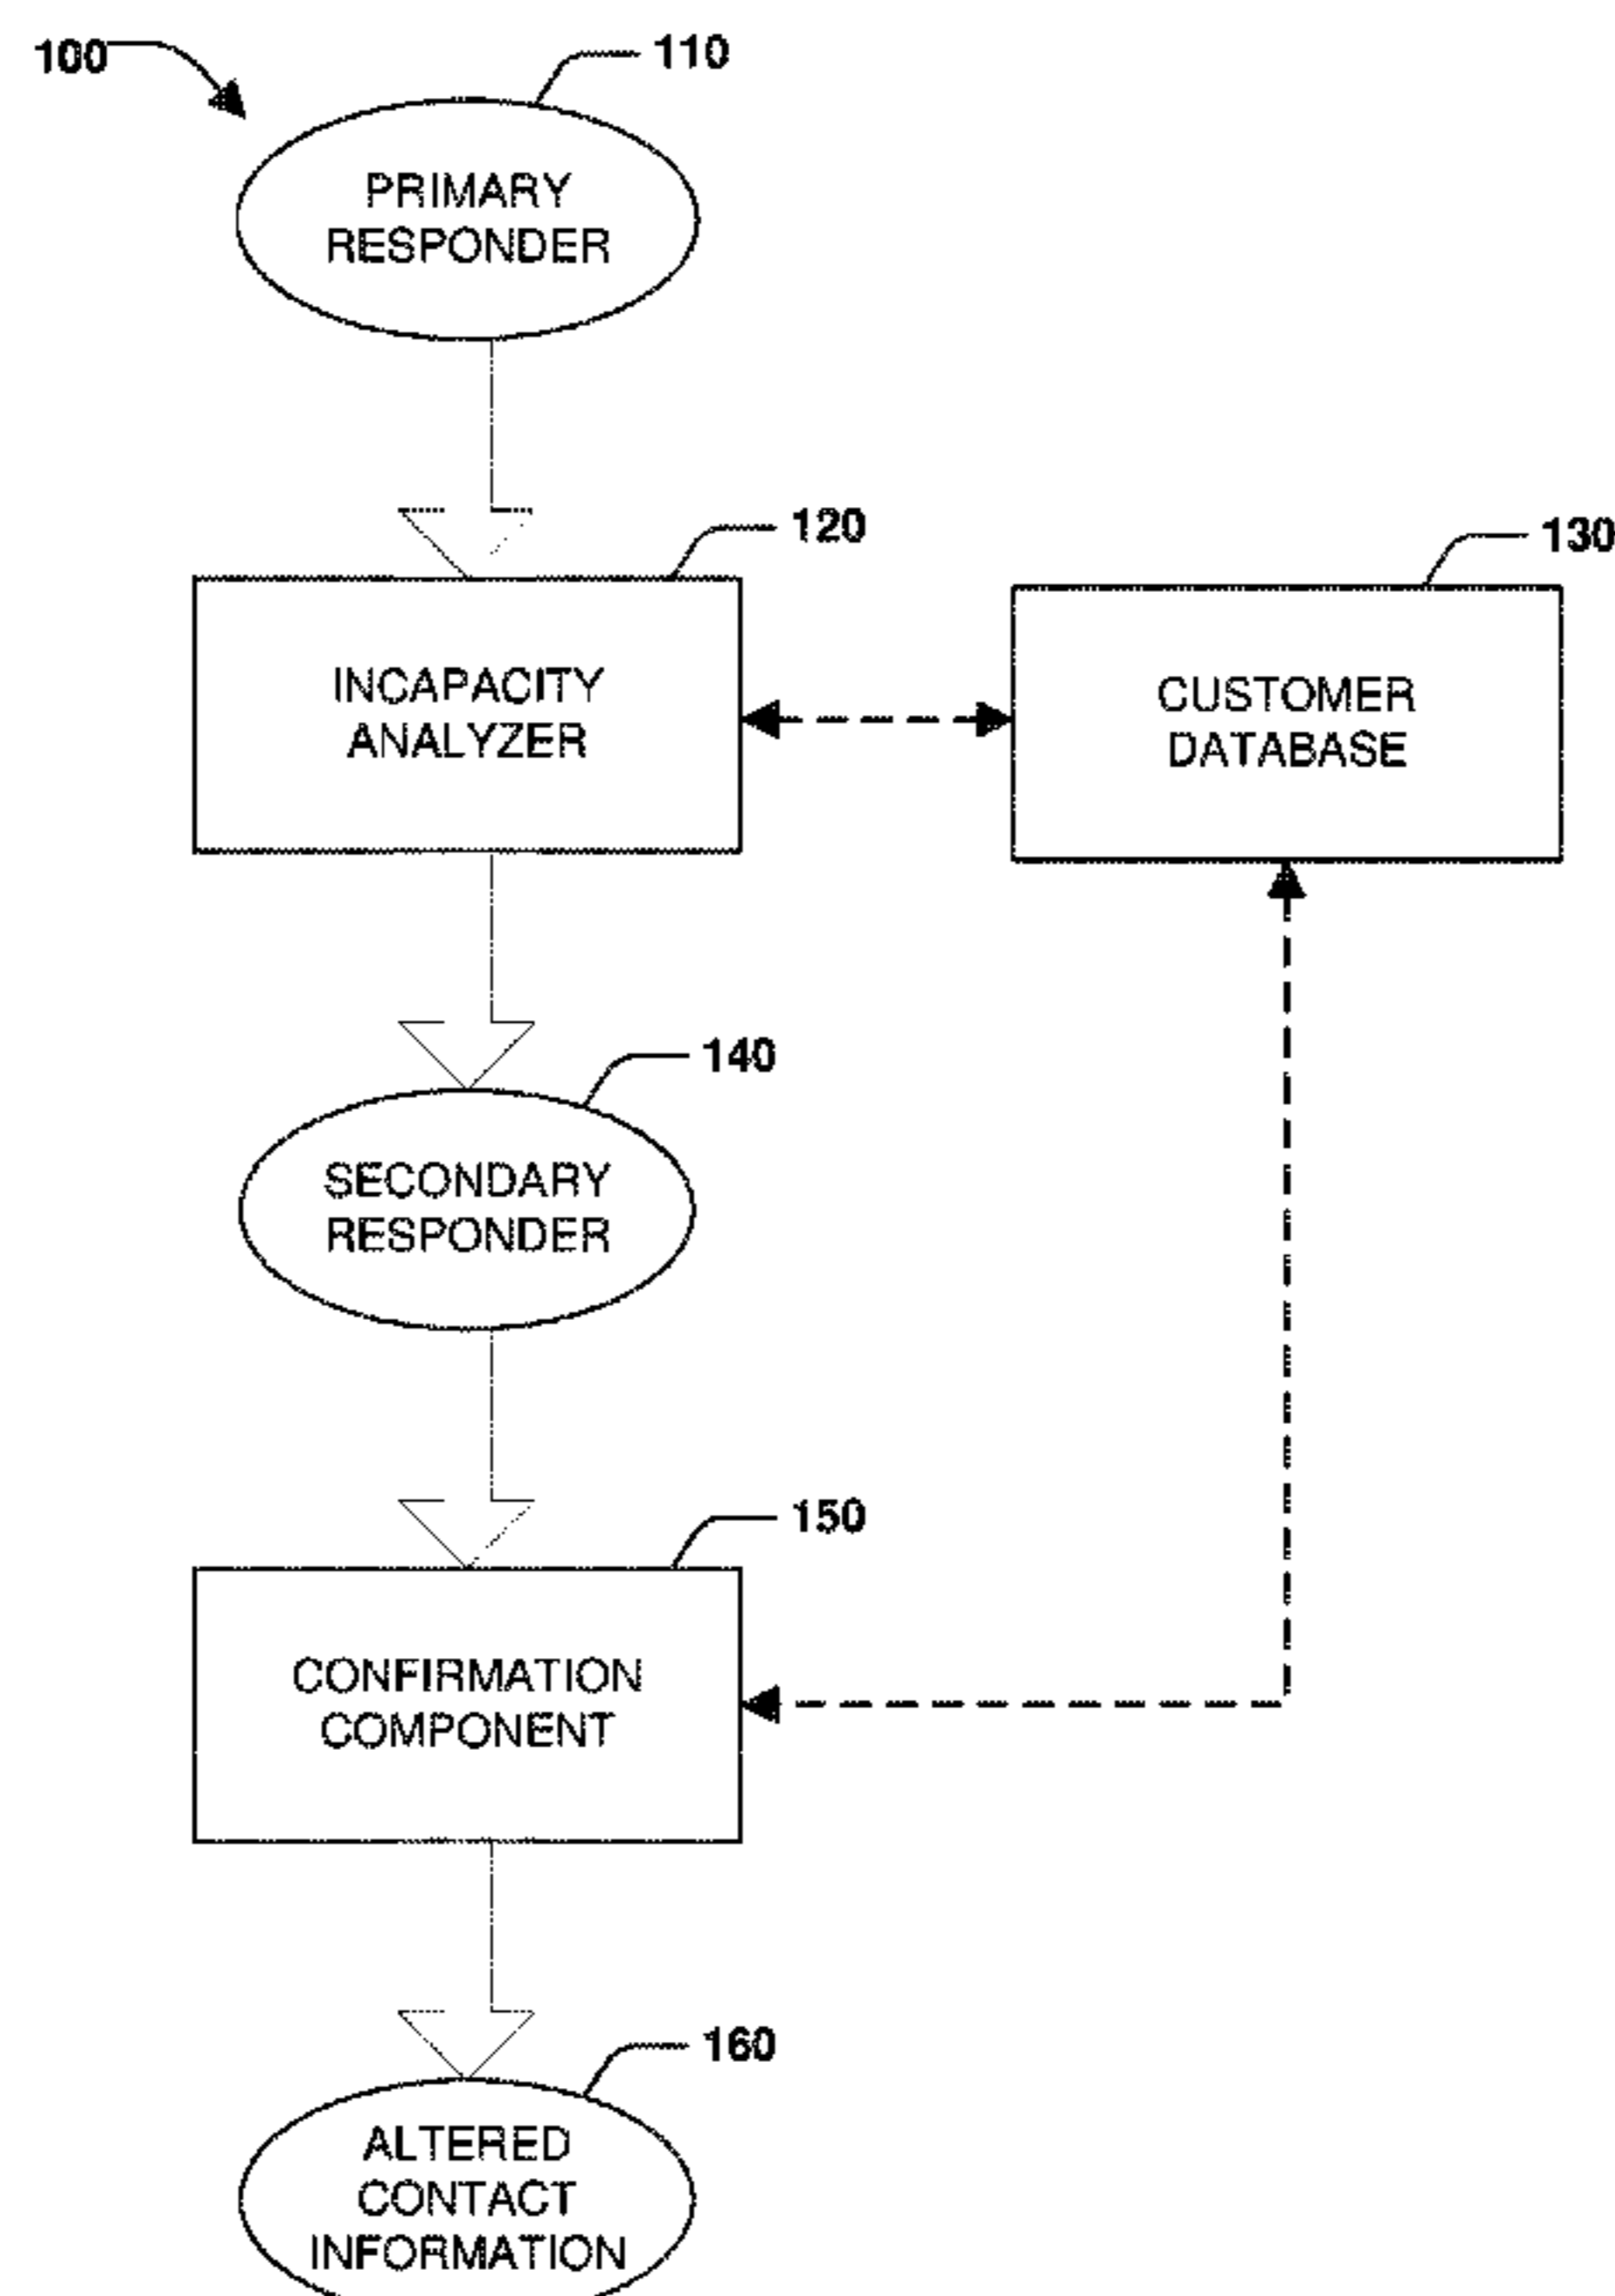 100
110
PRIMARY
RESPONDER
120
130
INCAPACITY
ANALYZER
CUSTOMER
DATABASE
140
SECONDARY
RESPONDER
150
CONFIRMATION
COMPONENT
160
ALTERED
CONTACT
INFORMATION